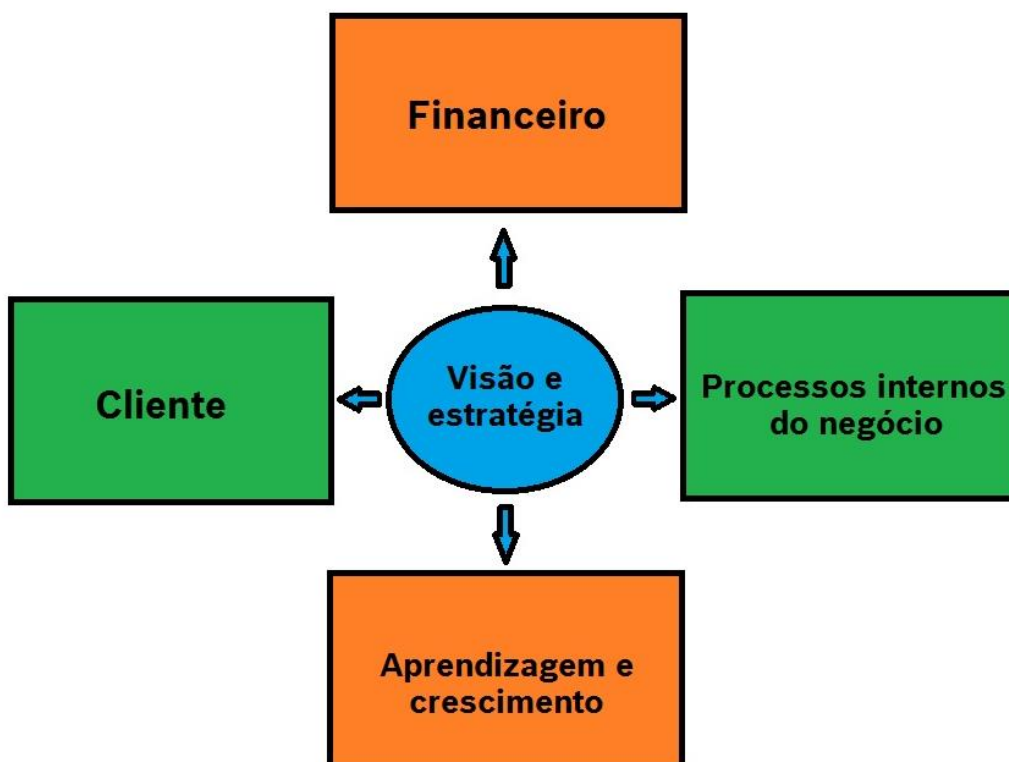 Financeiro
Cliente
Visão e
estratégia
Processos internos
do negócio
Aprendizagem e
crescimento